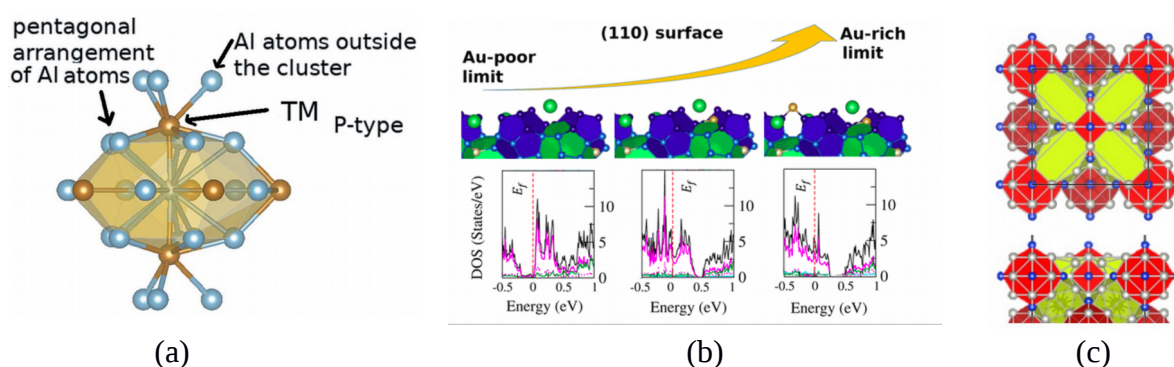 pentagonal
arrangement
of Al atoms
Al atoms outside
the cluster
TM
P-type
(a)
(110) surface
Au-poor
limit
Au-rich
limit
DOS (States/eV)
E_f
10
5
0
-0.5 0 0.5 1
Energy (eV)
E_f
10
5
0
-0.5 0 0.5 1
Energy (eV)
E_f
10
5
0
-0.5 0 0.5 1
Energy (eV)
(b)
(c)